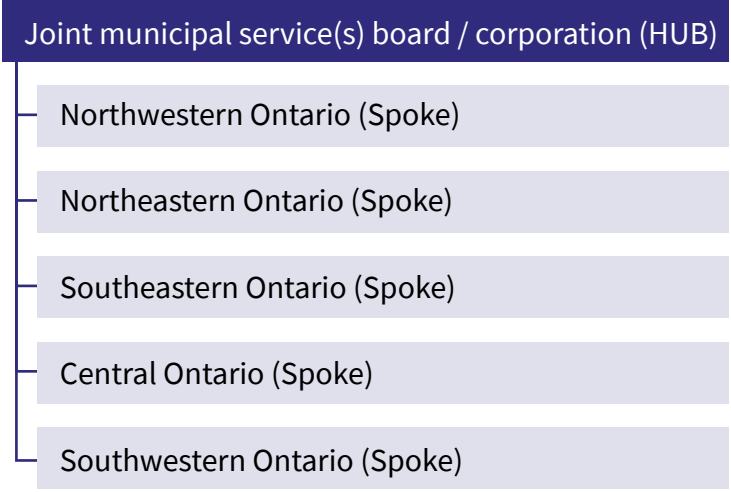 Joint municipal service(s) board / corporation (HUB)
Northwestern Ontario (Spoke)
Northeastern Ontario (Spoke)
Southeastern Ontario (Spoke)
Central Ontario (Spoke)
Southwestern Ontario (Spoke)